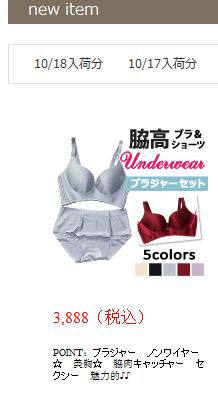 new item
10/18入荷分 10/17入荷分
脇高ブラ&
ショーツ
Underwear
ブラジャーセット
5colors
3,888（税込）
POINT: ブラジャー ノンワイヤー
☆ 美胸☆ 脇肉キャッチャー セ
クシー 魅力的♪♪